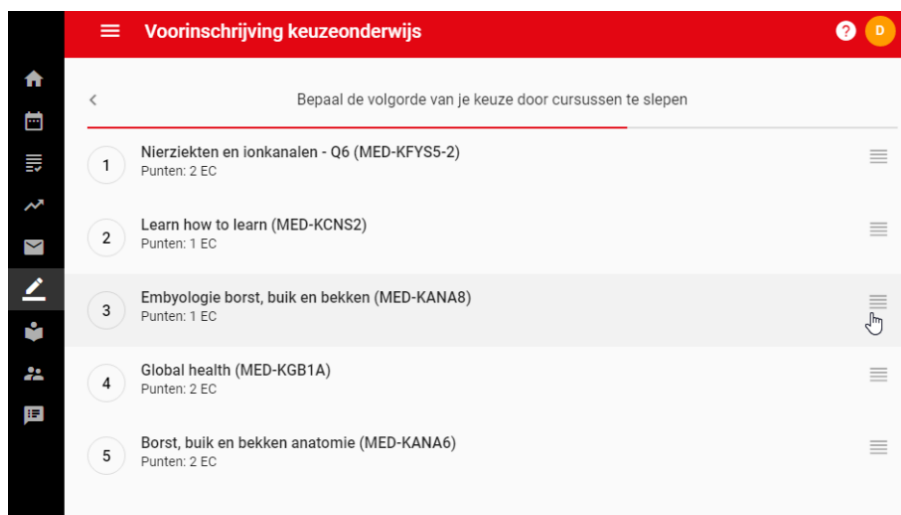 Voorinschrijving keuzeonderwijs
?
D
Bepaal de volgorde van je keuze door cursussen te slepen
1
Nierziekten en ionkanalen - Q6 (MED-KFYS5-2)
Punten: 2 EC
2
Learn how to learn (MED-KCNS2)
Punten: 1 EC
3
Embyologie borst, buik en bekken (MED-KANA8)
Punten: 1 EC
4
Global health (MED-KGB1A)
Punten: 2 EC
5
Borst, buik en bekken anatomie (MED-KANA6)
Punten: 2 EC